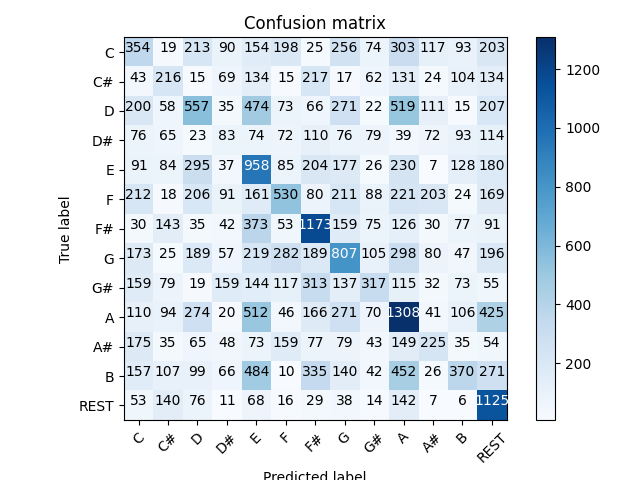 Confusion matrix
C 354 19 213 90 154 198 25 256 74 303 117 93 203
C# 43 216 15 69 134 15 217 17 62 131 24 104 134
D 200 58 557 35 474 73 66 271 22 519 111 15 207
D# 76 65 23 83 74 72 110 76 79 39 72 93 114
E 91 84 295 37 958 85 204 177 26 230 7 128 180
F 212 18 206 91 161 530 80 211 88 221 203 24 169
F# 30 143 35 42 373 53 1173 159 75 126 30 77 91
G 173 25 189 57 219 282 189 807 105 298 80 47 196
G# 159 79 19 159 144 117 313 137 317 115 32 73 55
A 110 94 274 20 512 46 166 271 70 1308 41 106 425
A# 175 35 65 48 73 159 77 79 43 149 225 35 54
B 157 107 99 66 484 10 335 140 42 452 26 370 271
REST 53 140 76 11 68 16 29 38 14 142 7 6 1125
C C# D D# E F F# G G# A A# B REST
True label
Predicted label
1200
1000
800
600
400
200